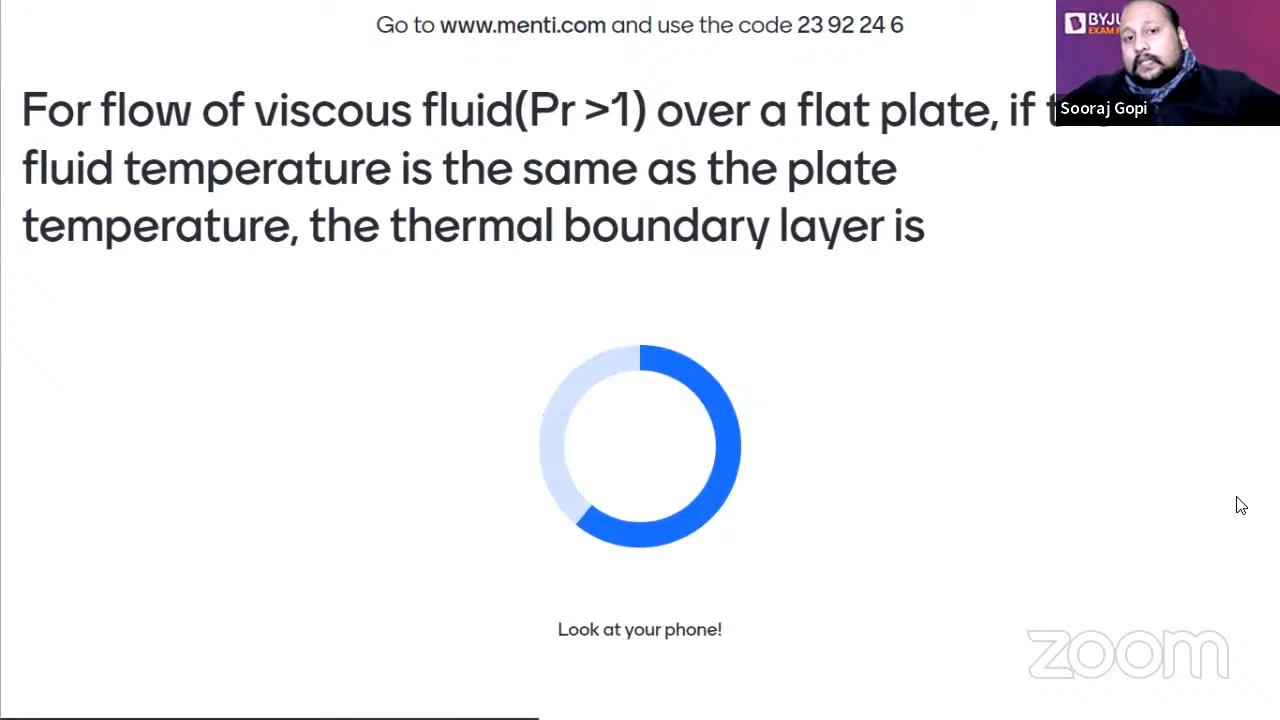 Go to www.menti.com and use the code 23 92 24 6
BYJU
EXAM
Sooraj Gopi
For flow of viscous fluid(Pr >1) over a flat plate, if
fluid temperature is the same as the plate
temperature, the thermal boundary layer is
Look at your phone!
zoom